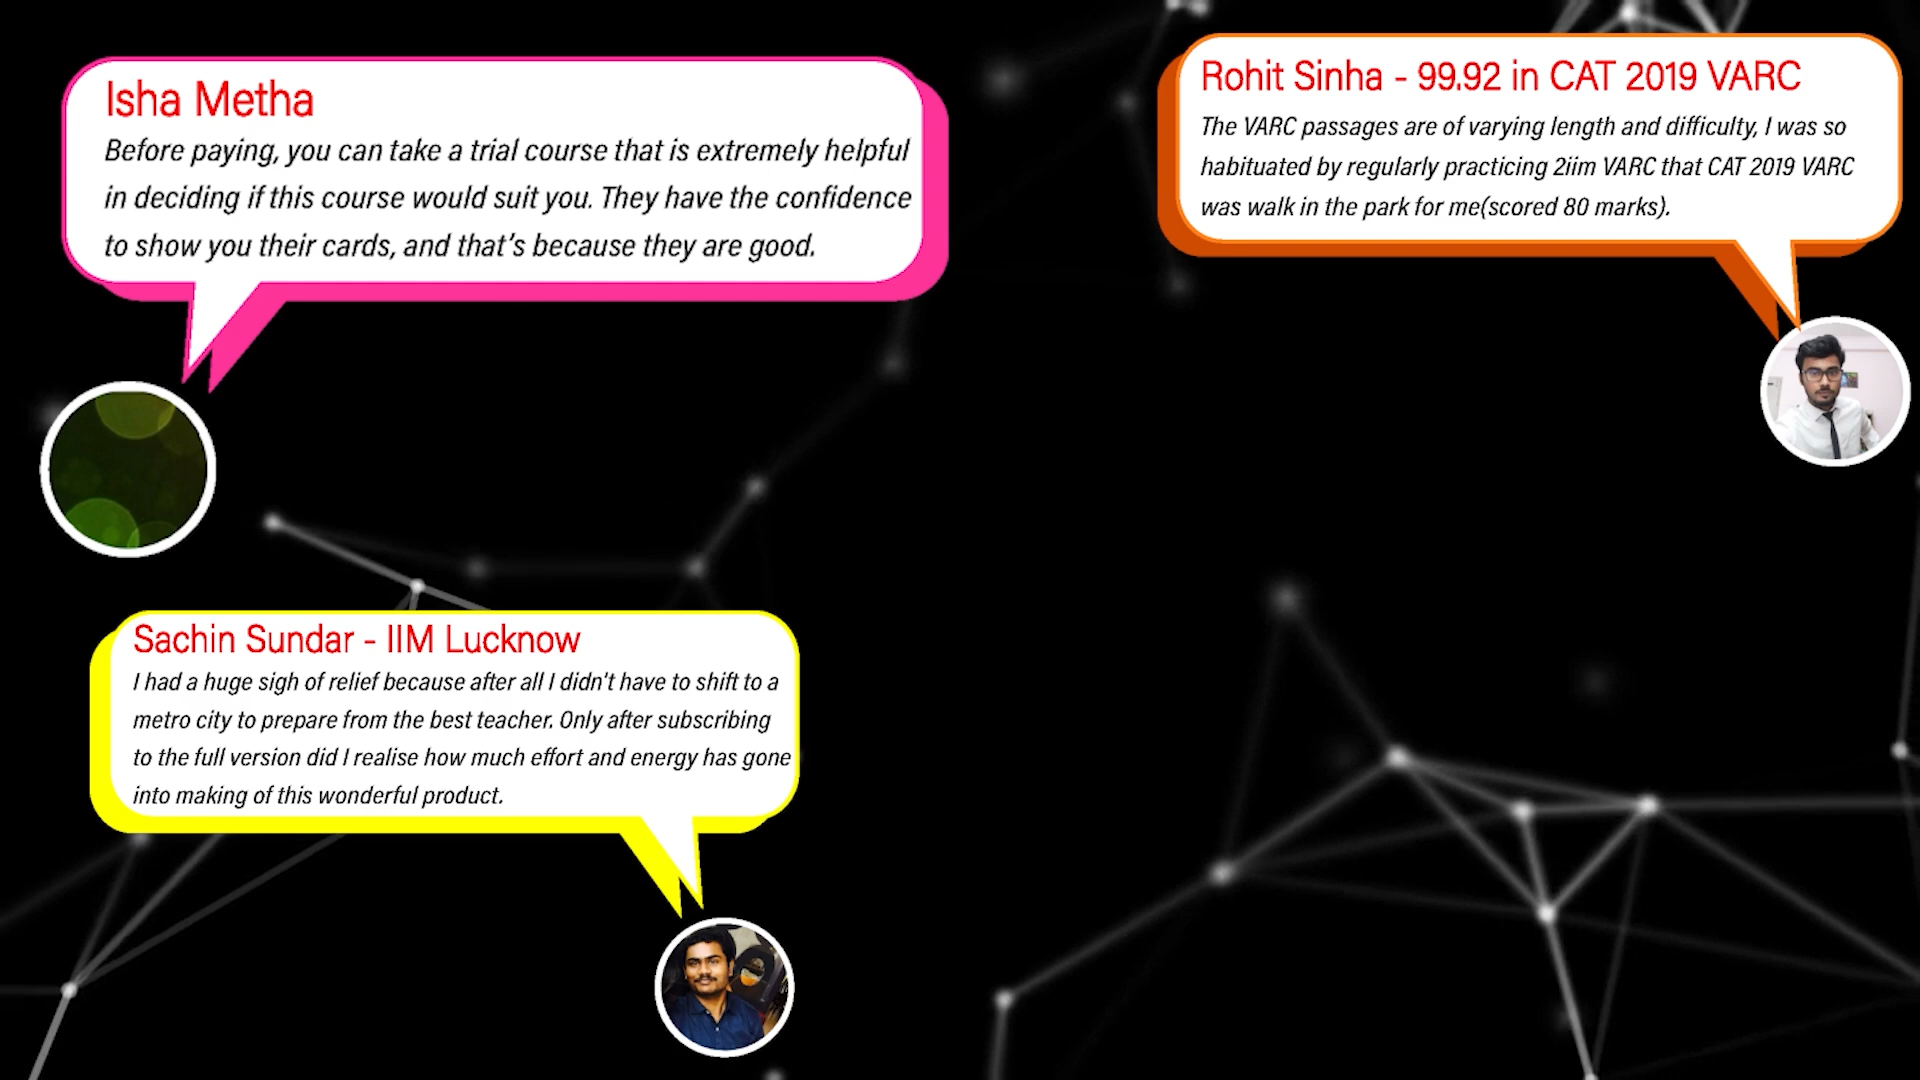 Isha Metha
Before paying, you can take a trial course that is extremely helpful
in deciding if this course would suit you. They have the confidence
to show you their cards, and that's because they are good.
Rohit Sinha - 99.92 in CAT 2019 VARC
The VARC passages are of varying length and difficulty, I was so
habituated by regularly practicing 2iim VARC that CAT 2019 VARC
was walk in the park for me(scored 80 marks).
Sachin Sundar - IIM Lucknow
I had a huge sigh of relief because after all I didn't have to shift to a
metro city to prepare from the best teacher. Only after subscribing
to the full version did I realise how much effort and energy has gone
into making of this wonderful product.